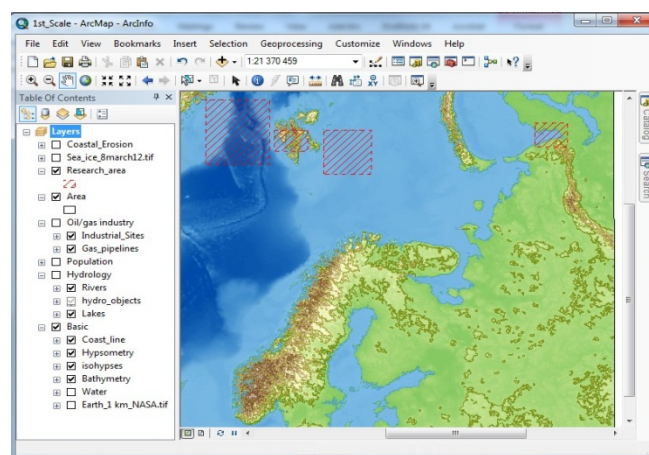 1st_Scale - ArcMap - ArcInfo
File Edit View Bookmarks Insert Selection Geoprocessing Customize Windows Help
1:21 370 459
Table Of Contents
Layers
Coastal_Erosion
Sea_ice_8march12.tif
Research_area
Area
Oil/gas industry
Industrial_Sites
Gas_pipelines
Population
Hydrology
Rivers
hydro_objects
Lakes
Basic
Coast_line
Hypsometry
isohypses
Bathymetry
Water
Earth_1 km_NASA.tif
Catalog
Search